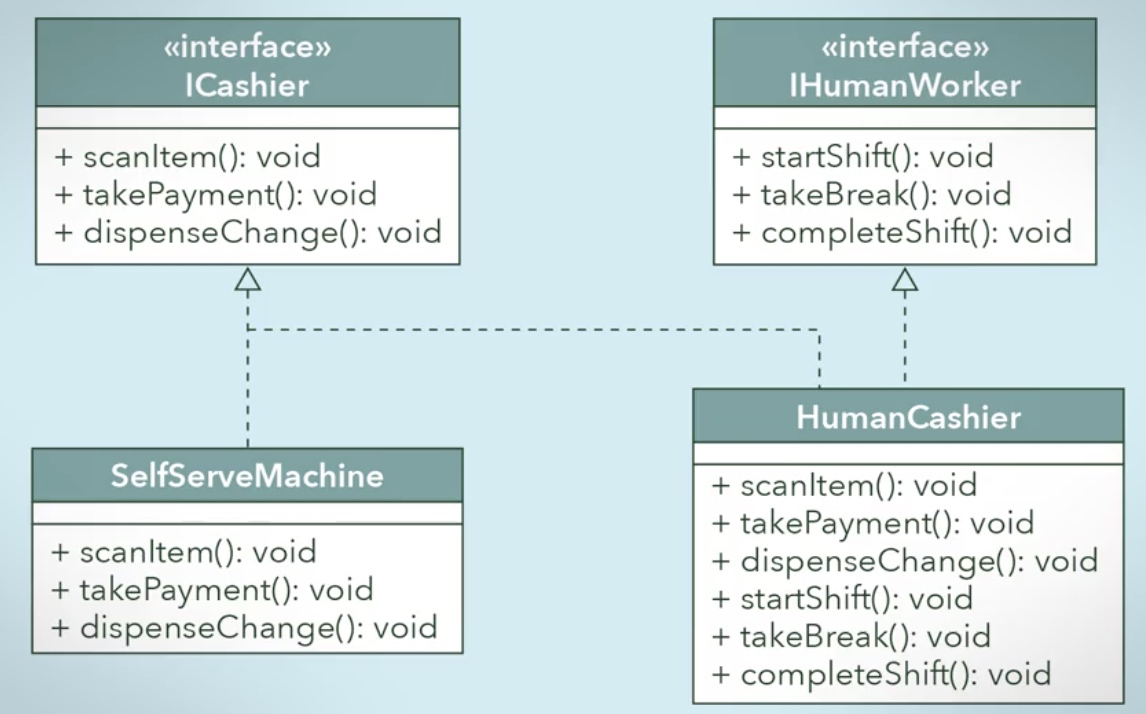 «interface»
ICashier
+ scanItem(): void
+ takePayment(): void
+ dispenseChange(): void
«interface»
IHumanWorker
+ startShift(): void
+ takeBreak(): void
+ completeShift(): void
SelfServeMachine
+ scanItem(): void
+ takePayment(): void
+ dispenseChange(): void
HumanCashier
+ scanItem(): void
+ takePayment(): void
+ dispenseChange(): void
+ startShift(): void
+ takeBreak(): void
+ completeShift(): void